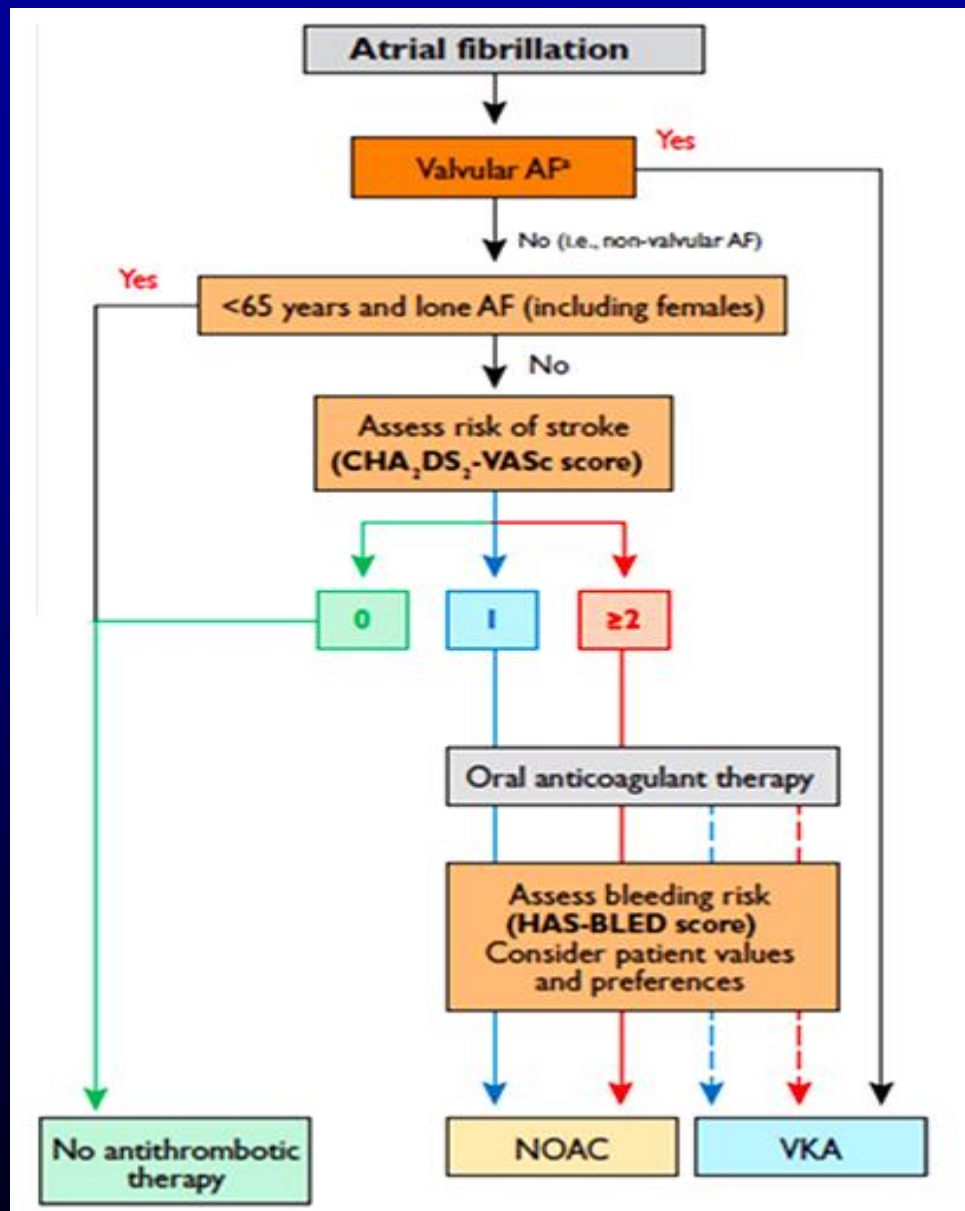 Atrial fibrillation
Yes
Valvular AFᵃ
No (i.e., non-valvular AF)
Yes
<65 years and lone AF (including females)
No
Assess risk of stroke
(CHA₂DS₂-VASc score)
0
1
≥2
Oral anticoagulant therapy
Assess bleeding risk
(HAS-BLED score)
Consider patient values
and preferences
No antithrombotic
therapy
NOAC
VKA